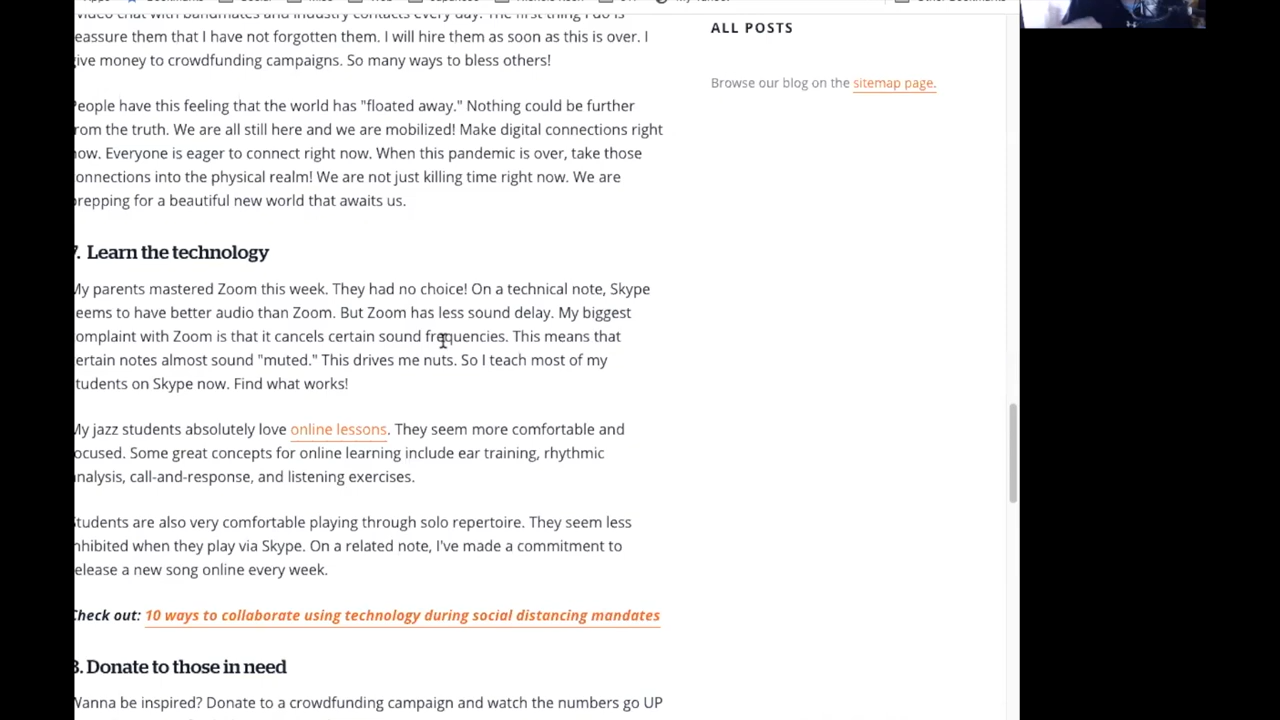 video chat with bandmates and industry contacts every day. The first thing I do is
eassure them that I have not forgotten them. I will hire them as soon as this is over. I
give money to crowdfunding campaigns. So many ways to bless others!
People have this feeling that the world has "floated away." Nothing could be further
rom the truth. We are all still here and we are mobilized! Make digital connections right
now. Everyone is eager to connect right now. When this pandemic is over, take those
onnections into the physical realm! We are not just killing time right now. We are
prepping for a beautiful new world that awaits us.
7. Learn the technology
My parents mastered Zoom this week. They had no choice! On a technical note, Skype
eems to have better audio than Zoom. But Zoom has less sound delay. My biggest
omplaint with Zoom is that it cancels certain sound frequencies. This means that
ertain notes almost sound "muted." This drives me nuts. So I teach most of my
tudents on Skype now. Find what works!
My jazz students absolutely love online lessons. They seem more comfortable and
ocused. Some great concepts for online learning include ear training, rhythmic
analysis, call-and-response, and listening exercises.
Students are also very comfortable playing through solo repertoire. They seem less
nhibited when they play via Skype. On a related note, I've made a commitment to
elease a new song online every week.
Check out: 10 ways to collaborate using technology during social distancing mandates
8. Donate to those in need
Wanna be inspired? Donate to a crowdfunding campaign and watch the numbers go UP
ALL POSTS
Browse our blog on the sitemap page.